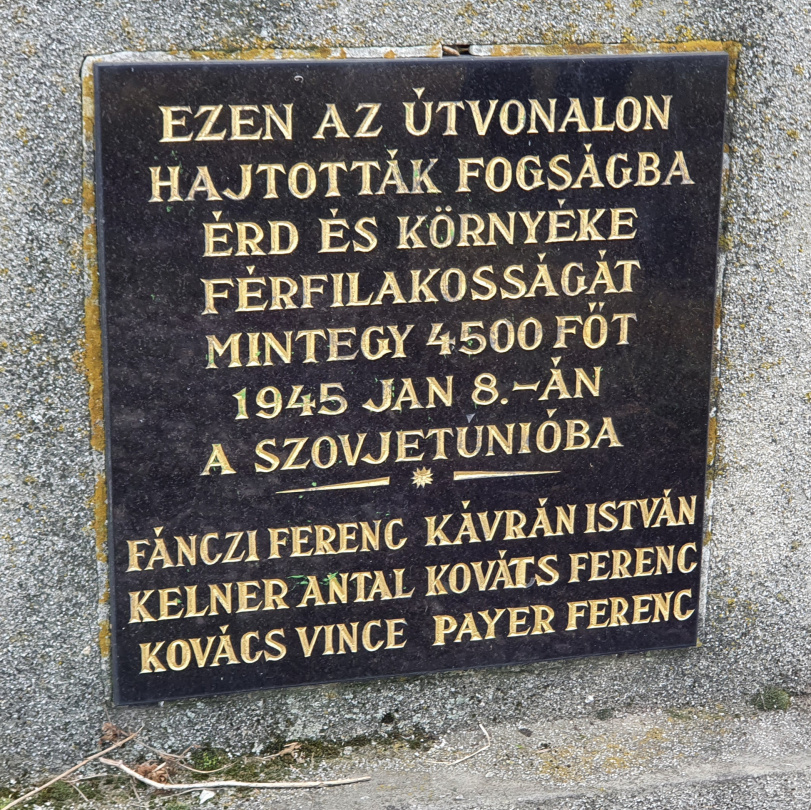 EZEN AZ ÚTVONALON
HAJTOTTÁK FOGSÁGBA
ÉRD ÉS KÖRNYÉKE
FÉRFILAKOSSÁGÁT
MINTEGY 4500 FŐT
1945 JAN 8.-ÁN
A SZOVJETÚNIÓBA
FÁNCZI FERENC KÁVRÁN ISTVÁN
KELNER ANTAL KOVÁTS FERENC
KOVÁCS VINCE PAYER FERENC